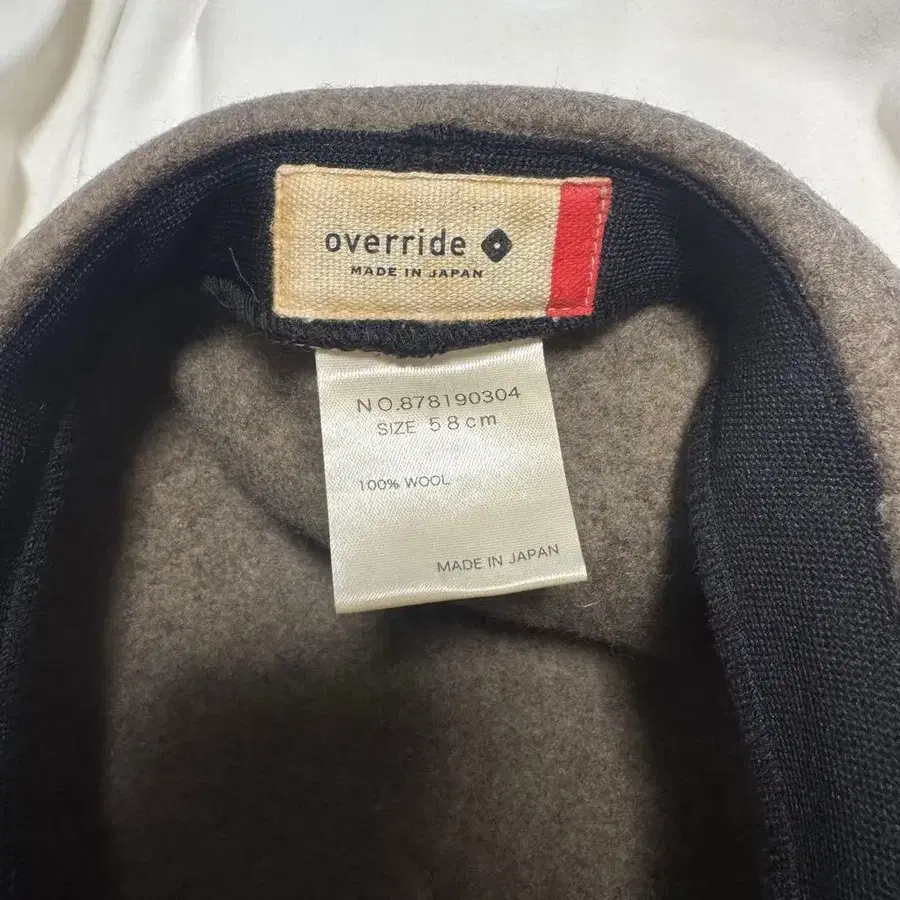 override
MADE IN JAPAN
NO.878190304
SIZE 58cm
100% WOOL
MADE IN JAPAN